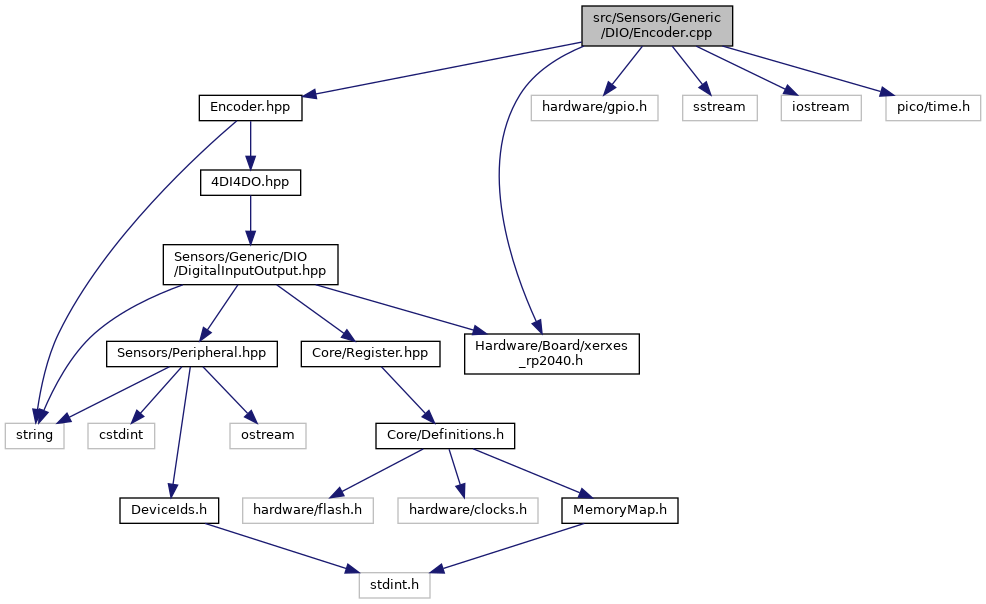 src/Sensors/Generic
/DIO/Encoder.cpp
Encoder.hpp
hardware/gpio.h
sstream
iostream
pico/time.h
4DI4DO.hpp
Sensors/Generic/DIO
/DigitalInputOutput.hpp
Sensors/Peripheral.hpp
Core/Register.hpp
Hardware/Board/xerxes
_rp2040.h
string
cstdint
ostream
Core/Definitions.h
DeviceIds.h
hardware/flash.h
hardware/clocks.h
MemoryMap.h
stdint.h